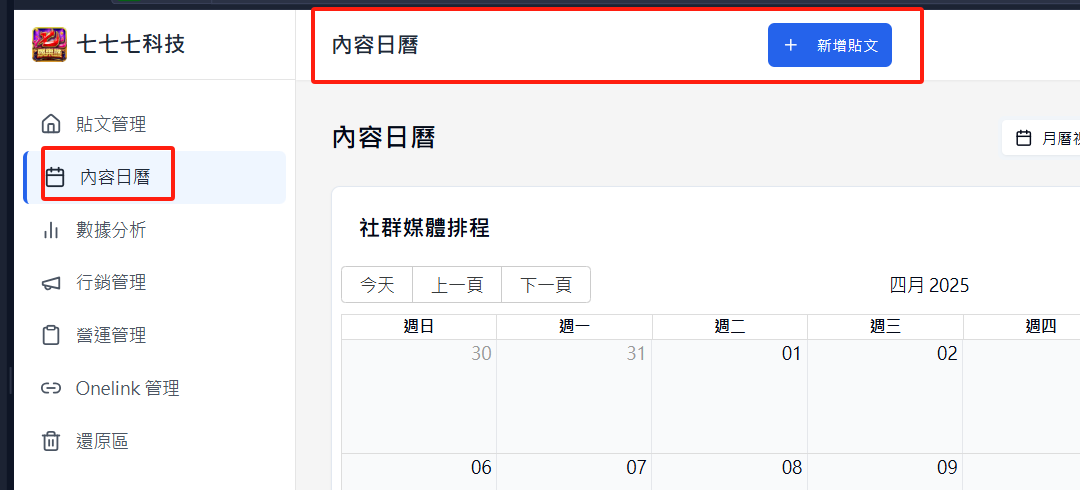 七七七科技
內容日曆
+ 新增貼文
貼文管理
內容日曆
數據分析
行銷管理
營運管理
Onelink 管理
還原區
內容日曆
月曆
社群媒體排程
今天 上一頁 下一頁
四月 2025
週日 週一 週二 週三 週四
30 31 01 02
06 07 08 09